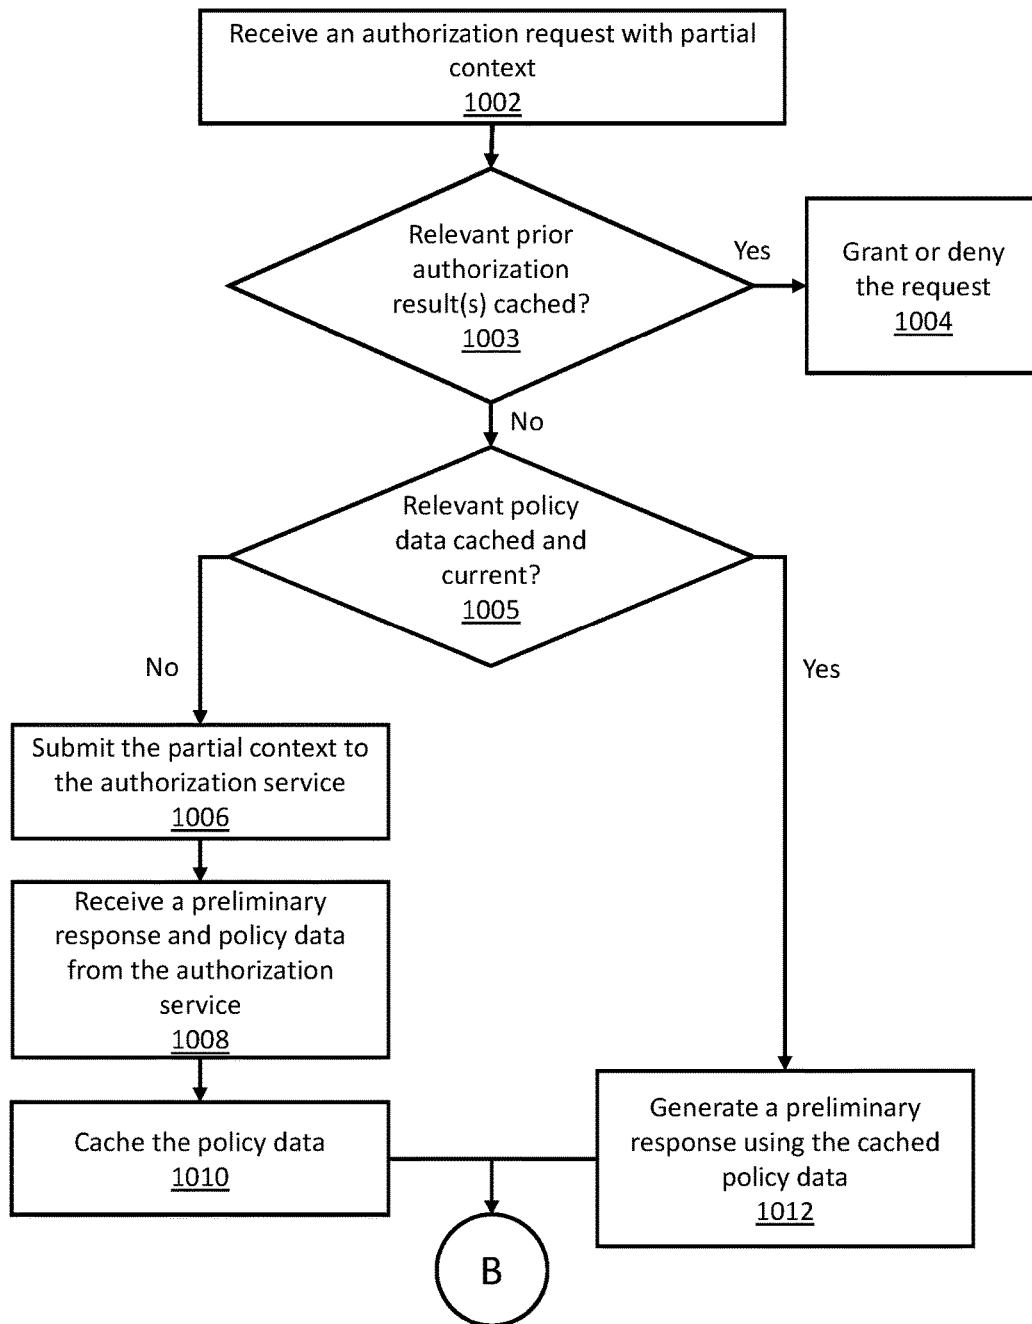 Receive an authorization request with partial
context
1002
Relevant prior
authorization
result(s) cached?
1003
Yes
Grant or deny
the request
1004
No
Relevant policy
data cached and
current?
1005
No
Yes
Submit the partial context to
the authorization service
1006
Receive a preliminary
response and policy data
from the authorization
service
1008
Cache the policy data
1010
Generate a preliminary
response using the cached
policy data
1012
B